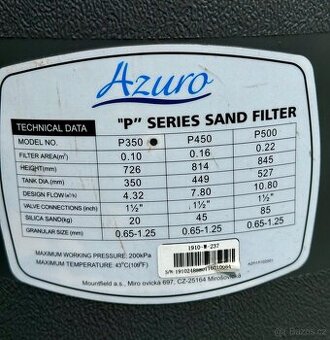 Azuro
"P" SERIES SAND FILTER
TECHNICAL DATA
MODEL NO. P350 P450 P500
FILTER AREA(m²) 0.10 0.16 0.22
HEIGHT(mm) 726 814 845
TANK DIA.(mm) 350 449 527
DESIGN FLOW(m³/h) 4.32 7.80 10.80
VALVE CONNECTIONS (inch) 1½" 1½" 1½"
SILICA SAND (kg) 20 45 85
GRANULAR SIZE (mm) 0.65-1.25 0.65-1.25 0.65-1.25
MAXIMUM WORKING PRESSURE: 200kPa
MAXIMUM TEMPERATURE: 43°C(109°F)
1910-W-237
Mountfield a.s., Mirošovická 697, CZ-25164 Mirošovická